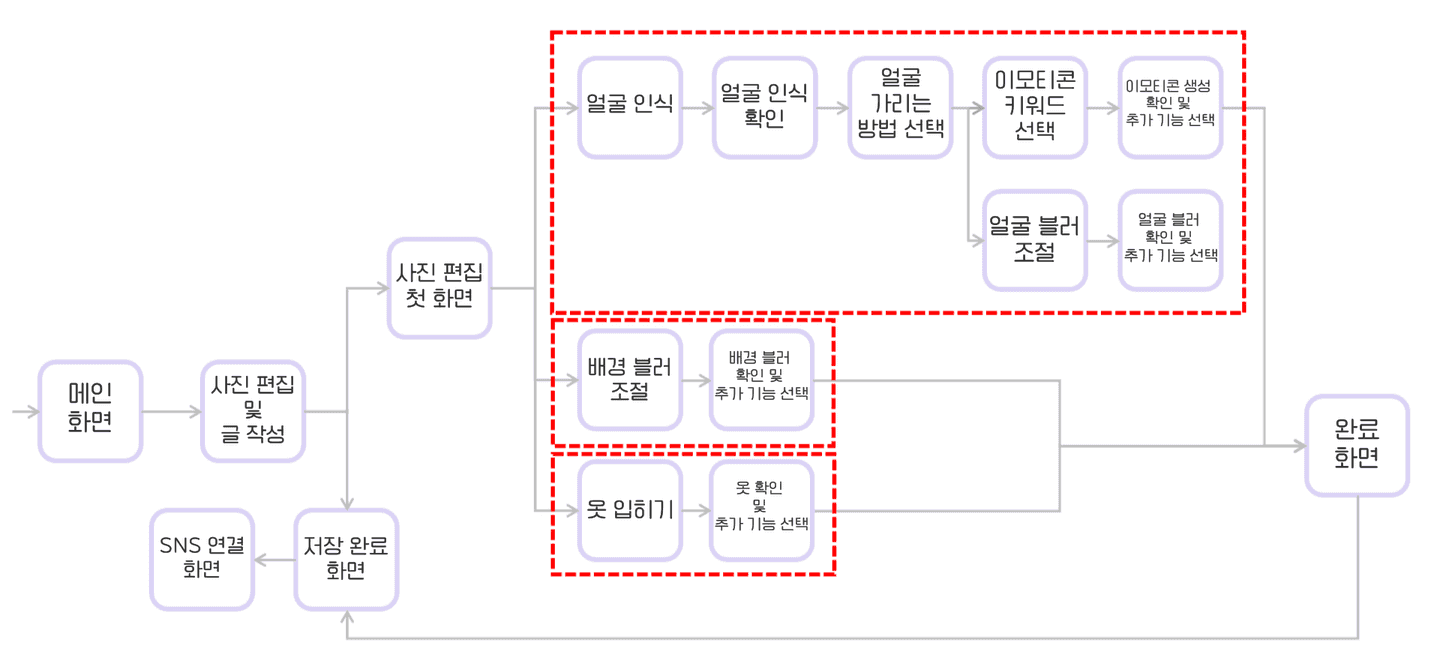 메인
화면
사진 편집
및
글 작성
사진 편집
첫 화면
얼굴 인식
얼굴 인식
확인
얼굴
가리는
방법 선택
이모티콘
키워드
선택
이모티콘 생성
확인 및
추가 기능 선택
얼굴 블러
조절
얼굴 블러
확인 및
추가 기능 선택
배경 블러
조절
배경 블러
확인 및
추가 기능 선택
옷 입히기
옷 확인
및
추가 기능 선택
완료
화면
저장 완료
화면
SNS 연결
화면